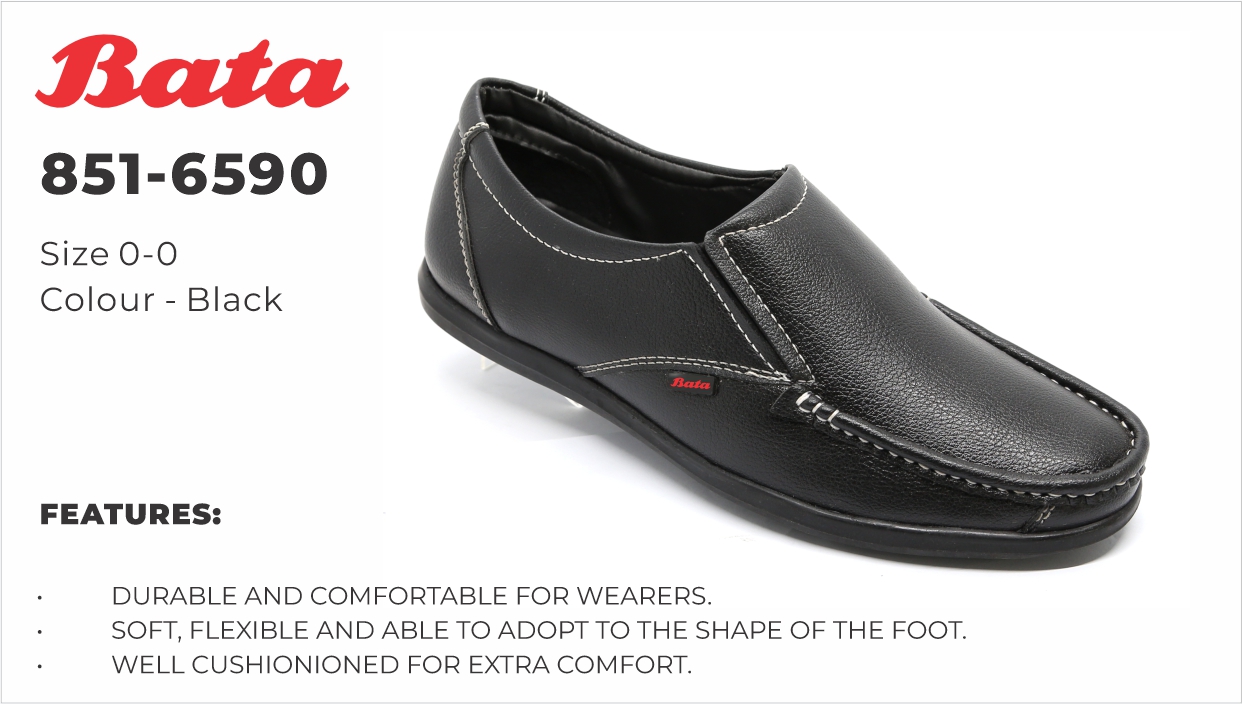 Bata
851-6590
Size 0-0
Colour - Black
Bata
FEATURES:
· DURABLE AND COMFORTABLE FOR WEARERS.
· SOFT, FLEXIBLE AND ABLE TO ADOPT TO THE SHAPE OF THE FOOT.
· WELL CUSHIONIONED FOR EXTRA COMFORT.